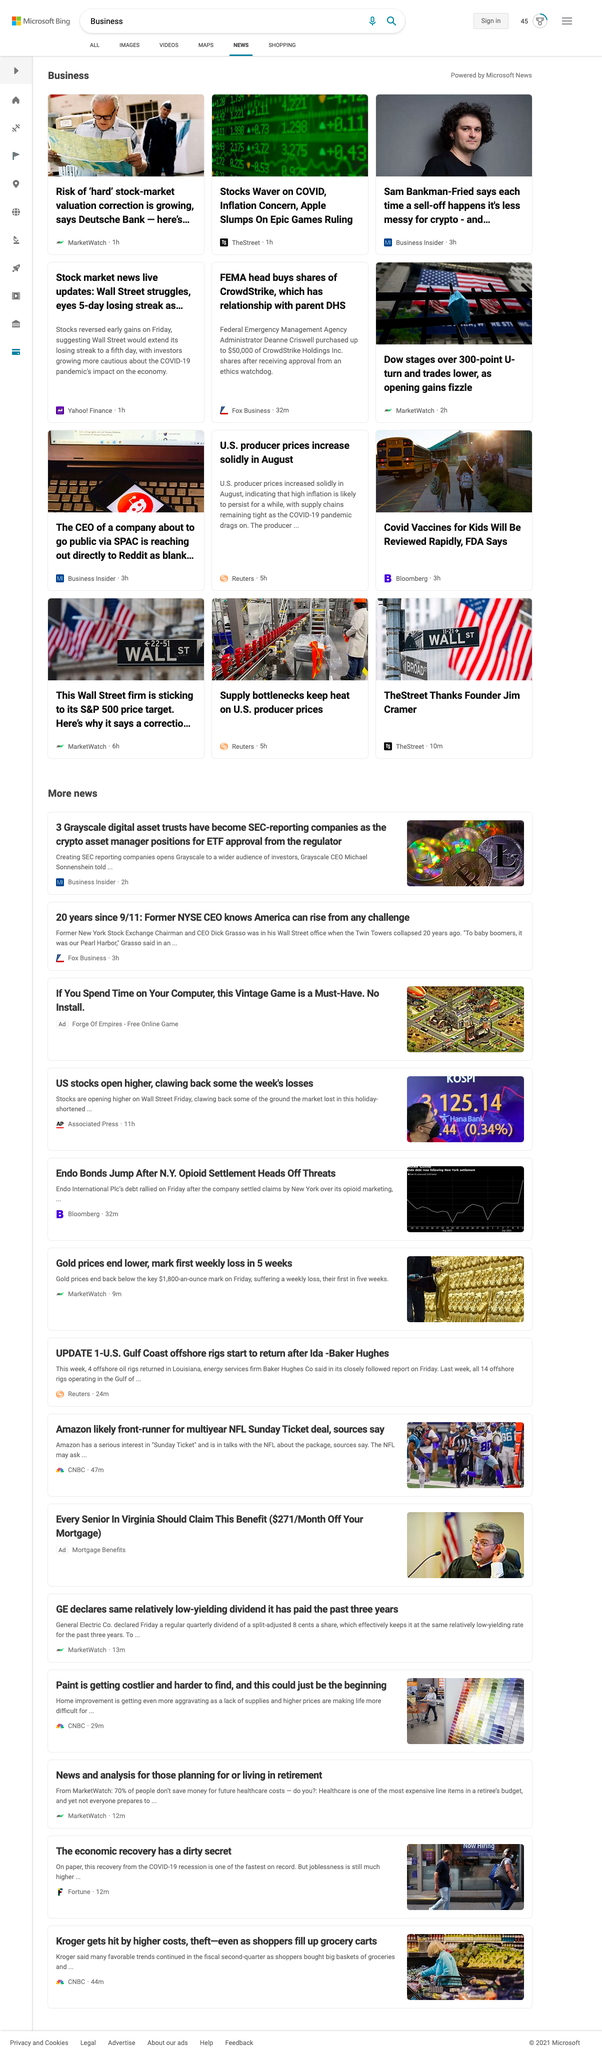 Microsoft Bing
Business
Sign in
45
ALL
IMAGES
VIDEOS
MAPS
NEWS
SHOPPING
Business
Powered by Microsoft News
Risk of ‘hard’ stock-market
valuation correction is growing,
says Deutsche Bank — here’s...
MarketWatch · 1h
Stocks Waver on COVID,
Inflation Concern, Apple
Slumps On Epic Games Ruling
TheStreet · 1h
Sam Bankman-Fried says each
time a sell-off happens it's less
messy for crypto - and...
Business Insider · 3h
Stock market news live
updates: Wall Street struggles,
eyes 5-day losing streak as...
Stocks reversed early gains on Friday,
suggesting Wall Street would extend its
losing streak to a fifth day, with investors
growing more cautious about the COVID-19
pandemic's impact on the economy.
Yahoo! Finance · 1h
FEMA head buys shares of
CrowdStrike, which has
relationship with parent DHS
Federal Emergency Management Agency
Administrator Deanne Criswell purchased up
to $50,000 of CrowdStrike Holdings Inc.
shares after receiving approval from an
ethics watchdog.
Fox Business · 32m
Dow stages over 300-point U-
turn and trades lower, as
opening gains fizzle
MarketWatch · 2h
The CEO of a company about to
go public via SPAC is reaching
out directly to Reddit as blank...
Business Insider · 3h
U.S. producer prices increase
solidly in August
U.S. producer prices increased solidly in
August, indicating that high inflation is likely to
persist for a while, with supply chains
remaining tight as the COVID-19 pandemic
drags on. The producer ...
Reuters · 5h
Covid Vaccines for Kids Will Be
Reviewed Rapidly, FDA Says
Bloomberg · 3h
WALL ST
This Wall Street firm is sticking
to its S&P 500 price target.
Here’s why it says a correctio...
MarketWatch · 6h
Supply bottlenecks keep heat
on U.S. producer prices
Reuters · 5h
WALL ST
BROAD
TheStreet Thanks Founder Jim
Cramer
TheStreet · 10m
More news
3 Grayscale digital asset trusts have become SEC-reporting companies as the
crypto asset manager positions for ETF approval from the regulator
Creating SEC reporting companies opens Grayscale to a wider audience of investors, Grayscale CEO Michael
Sonnenshein told ...
Business Insider · 2h
20 years since 9/11: Former NYSE CEO knows America can rise from any challenge
Former New York Stock Exchange Chairman and CEO Dick Grasso was in his Wall Street office when the Twin Towers collapsed 20 years ago. "To baby boomers, it
was our Pearl Harbor," Grasso said in an ...
Fox Business · 3h
If You Spend Time on Your Computer, this Vintage Game is a Must-Have. No
Install.
Ad Forge Of Empires - Free Online Game
US stocks open higher, clawing back some the week's losses
Stocks are opening higher on Wall Street Friday, clawing back some of the ground the market lost in this holiday-
shortened ...
AP Associated Press · 11h
KOSPI
3,125.14
Hana Bank
.44 (0.34%)
Endo Bonds Jump After N.Y. Opioid Settlement Heads Off Threats
Endo International Plc's debt rallied on Friday after the company settled claims by New York over its opioid marketing,
...
Bloomberg · 32m
Gold prices end lower, mark first weekly loss in 5 weeks
Gold prices end back below the key $1,800-an-ounce mark on Friday, suffering a weekly loss, their first in five weeks.
MarketWatch · 9m
UPDATE 1-U.S. Gulf Coast offshore rigs start to return after Ida -Baker Hughes
This week, 4 offshore oil rigs returned in Louisiana, energy services firm Baker Hughes Co said in its closely followed report on Friday. Last week, all 14 offshore
rigs operating in the Gulf of ...
Reuters · 24m
Amazon likely front-runner for multiyear NFL Sunday Ticket deal, sources say
Amazon has a serious interest in "Sunday Ticket" and is in talks with the NFL about the package, sources say. The NFL
may ask ...
CNBC · 47m
Every Senior In Virginia Should Claim This Benefit ($271/Month Off Your
Mortgage)
Ad Mortgage Benefits
GE declares same relatively low-yielding dividend it has paid the past three years
General Electric Co. declared Friday a regular quarterly dividend of a split-adjusted 8 cents a share, which effectively keeps it at the same relatively low-yielding rate
for the past three years. To ...
MarketWatch · 13m
Paint is getting costlier and harder to find, and this could just be the beginning
Home improvement is getting even more aggravating as a lack of supplies and higher prices are making life more
difficult for ...
CNBC · 29m
News and analysis for those planning for or living in retirement
From MarketWatch: 70% of people don’t save money for future healthcare costs — do you?: Healthcare is one of the most expensive line items in a retiree’s budget,
and yet not everyone prepares to ...
MarketWatch · 12m
The economic recovery has a dirty secret
On paper, this recovery from the COVID-19 recession is one of the fastest on record. But joblessness is still much
higher ...
Fortune · 12m
Now Hiring
Kroger gets hit by higher costs, theft—even as shoppers fill up grocery carts
Kroger said many favorable trends continued in the fiscal second-quarter as shoppers bought big baskets of groceries
and ...
CNBC · 44m
Privacy and Cookies
Legal
Advertise
About our ads
Help
Feedback
© 2021 Microsoft